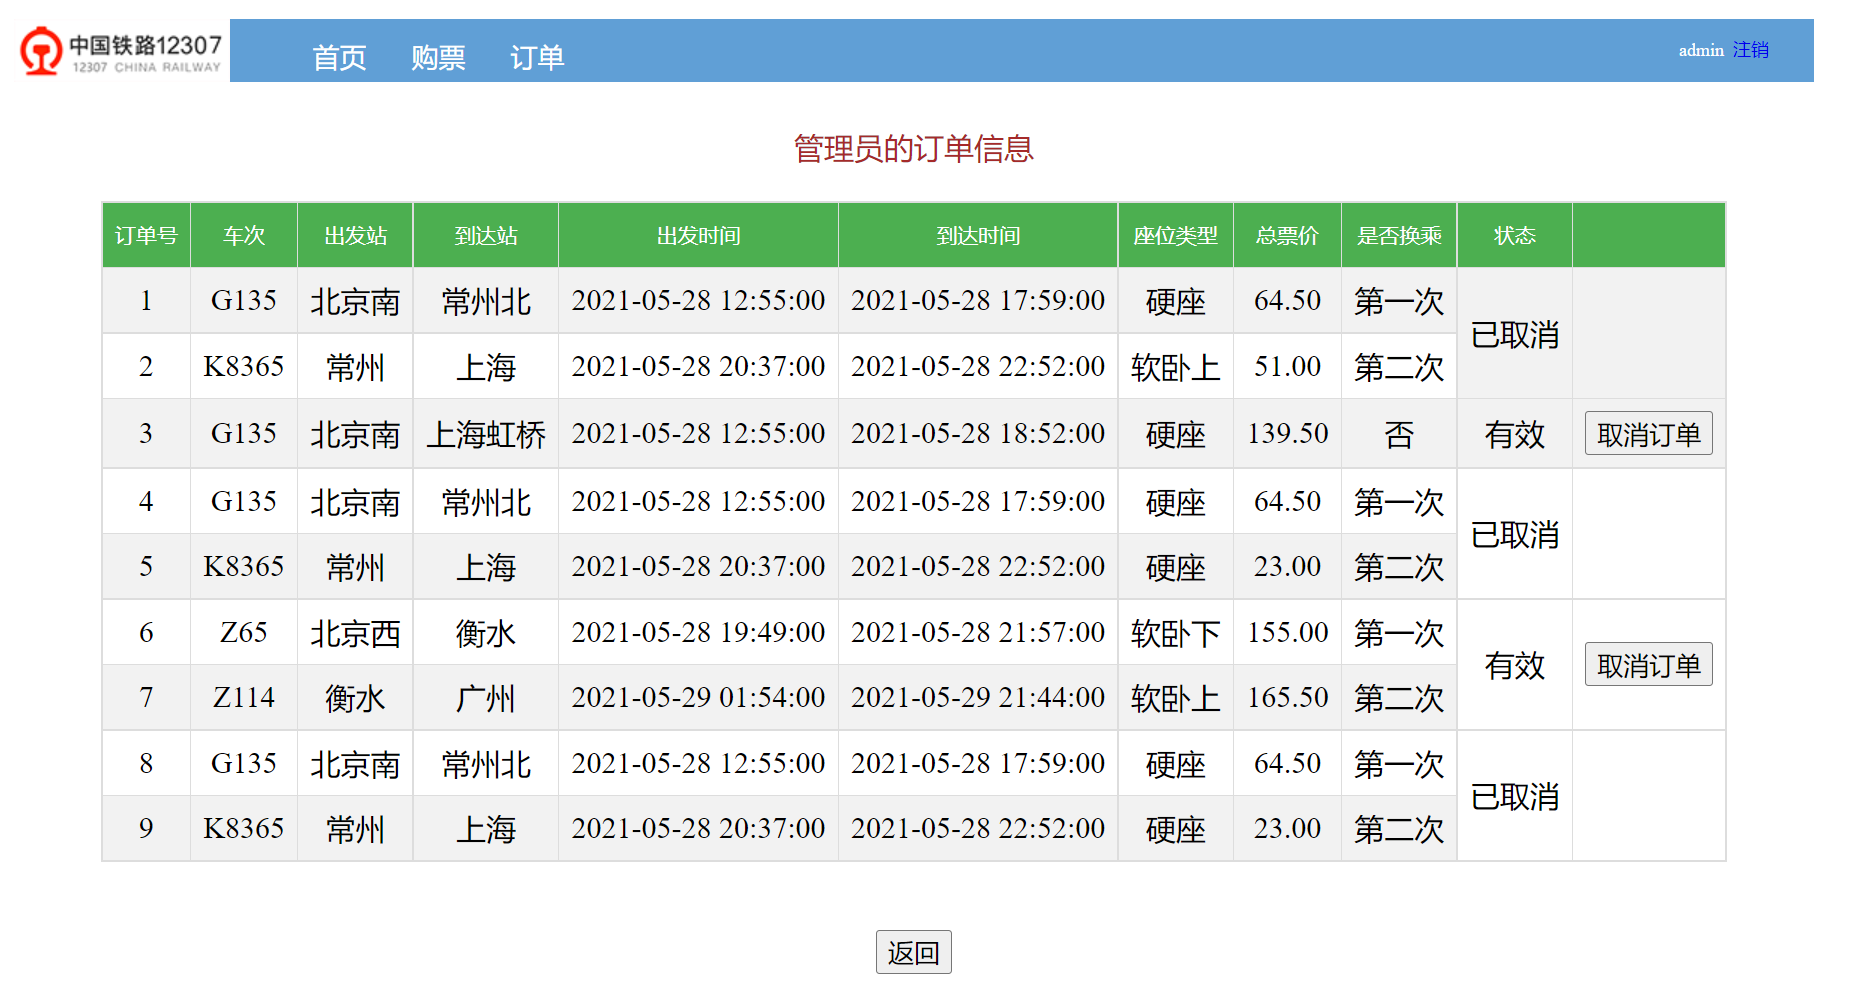 中国铁路12307
12307 CHINA RAILWAY
首页 购票 订单
admin 注销
管理员的订单信息
订单号 车次 出发站 到达站 出发时间 到达时间 座位类型 总票价 是否换乘 状态
1 G135 北京南 常州北 2021-05-28 12:55:00 2021-05-28 17:59:00 硬座 64.50 第一次 已取消
2 K8365 常州 上海 2021-05-28 20:37:00 2021-05-28 22:52:00 软卧上 51.00 第二次
3 G135 北京南 上海虹桥 2021-05-28 12:55:00 2021-05-28 18:52:00 硬座 139.50 否 有效 取消订单
4 G135 北京南 常州北 2021-05-28 12:55:00 2021-05-28 17:59:00 硬座 64.50 第一次 已取消
5 K8365 常州 上海 2021-05-28 20:37:00 2021-05-28 22:52:00 硬座 23.00 第二次
6 Z65 北京西 衡水 2021-05-28 19:49:00 2021-05-28 21:57:00 软卧下 155.00 第一次 有效 取消订单
7 Z114 衡水 广州 2021-05-29 01:54:00 2021-05-29 21:44:00 软卧上 165.50 第二次
8 G135 北京南 常州北 2021-05-28 12:55:00 2021-05-28 17:59:00 硬座 64.50 第一次 已取消
9 K8365 常州 上海 2021-05-28 20:37:00 2021-05-28 22:52:00 硬座 23.00 第二次
返回